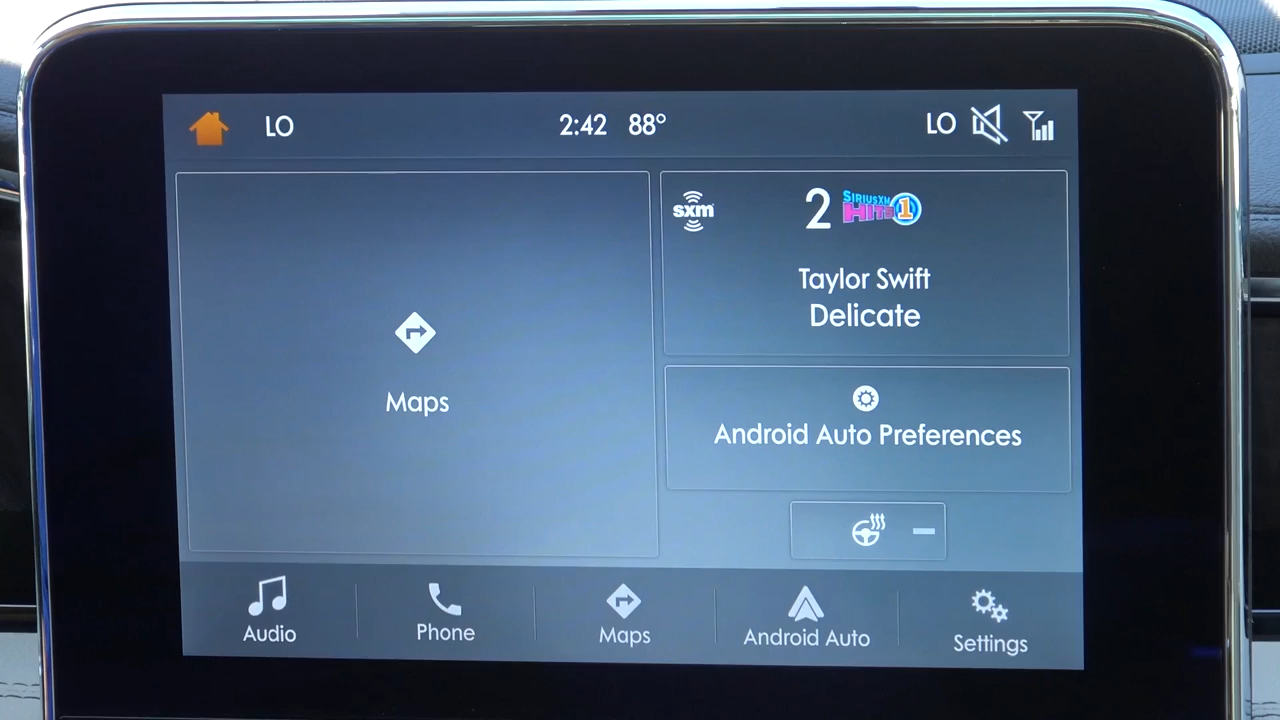 LO
2:42 88°
LO
sxm
2 SIRIUSXM HITS 1
Taylor Swift
Delicate
Maps
Android Auto Preferences
Audio
Phone
Maps
Android Auto
Settings